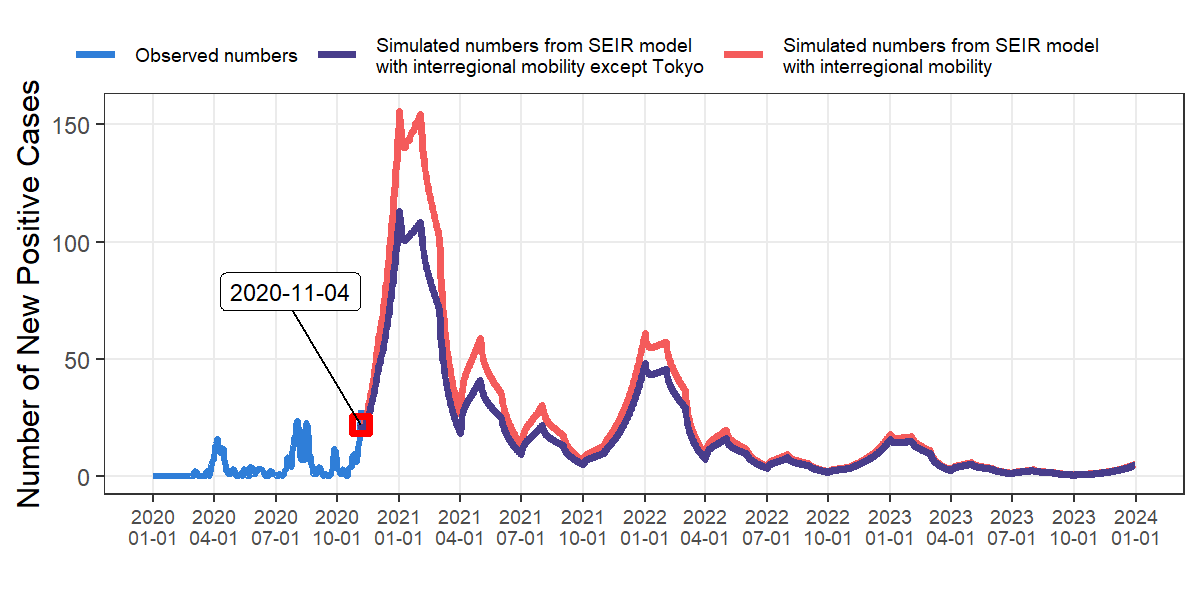 Observed numbers
Simulated numbers from SEIR model
with interregional mobility except Tokyo
Simulated numbers from SEIR model
with interregional mobility
Number of New Positive Cases
150
100
50
0
2020-11-04
2020 2020 2020 2020 2021 2021 2021 2021 2022 2022 2022 2022 2023 2023 2023 2023 2024
01-01 04-01 07-01 10-01 01-01 04-01 07-01 10-01 01-01 04-01 07-01 10-01 01-01 04-01 07-01 10-01 01-01